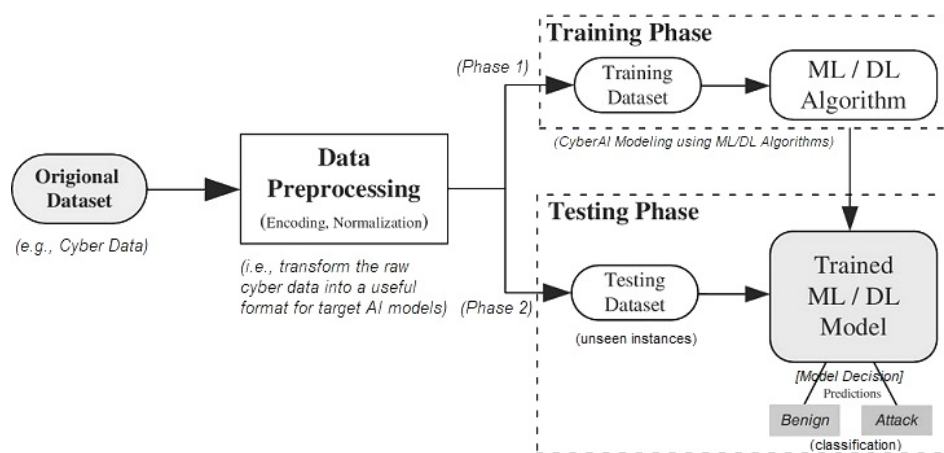 Origional
Dataset
(e.g., Cyber Data)
Data
Preprocessing
(Encoding, Normalization)
(i.e., transform the raw
cyber data into a useful
format for target AI models)
(Phase 1)
Training Phase
Training
Dataset
ML / DL
Algorithm
(CyberAI Modeling using ML/DL Algorithms)
(Phase 2)
Testing Phase
Testing
Dataset
(unseen instances)
Trained
ML / DL
Model
[Model Decision]
Predictions
Benign
Attack
(classification)